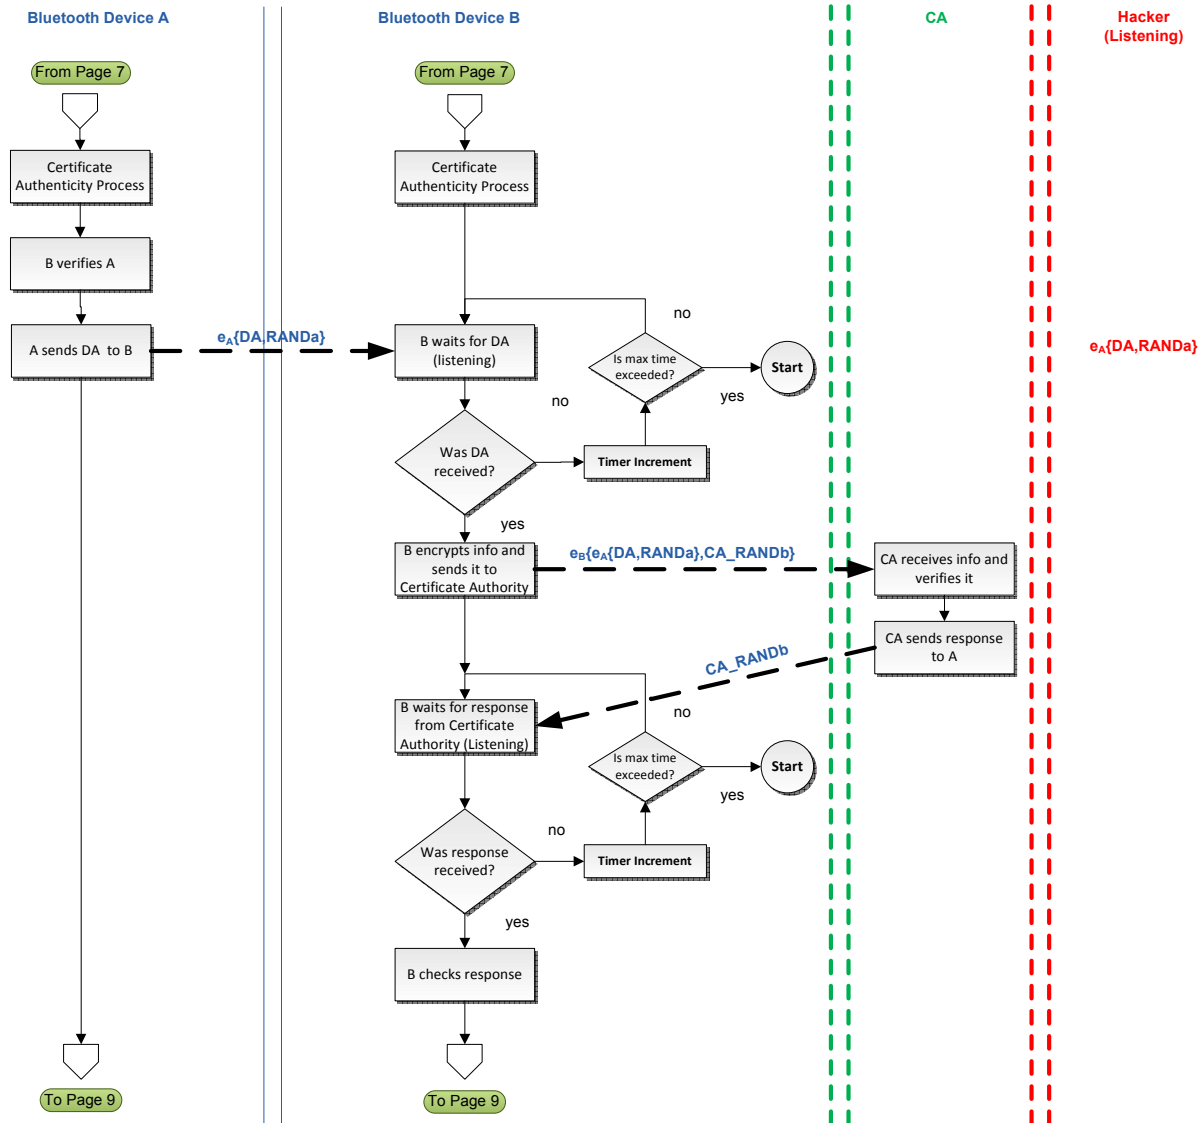 Bluetooth Device A
Bluetooth Device B
CA
Hacker
(Listening)
From Page 7
From Page 7
Certificate
Authenticity Process
Certificate
Authenticity Process
B verifies A
A sends DA to B
eA{DA,RANDa}
B waits for DA
(listening)
no
Is max time
exceeded?
Start
yes
eA{DA,RANDa}
no
Was DA
received?
Timer Increment
yes
B encrypts info and
sends it to
Certificate Authority
eB{eA{DA,RANDa},CA_RANDb}
CA receives info and
verifies it
CA sends response
to A
CA_RANDb
B waits for response
from Certificate
Authority (Listening)
no
Is max time
exceeded?
Start
yes
no
Was response
received?
Timer Increment
yes
B checks response
To Page 9
To Page 9